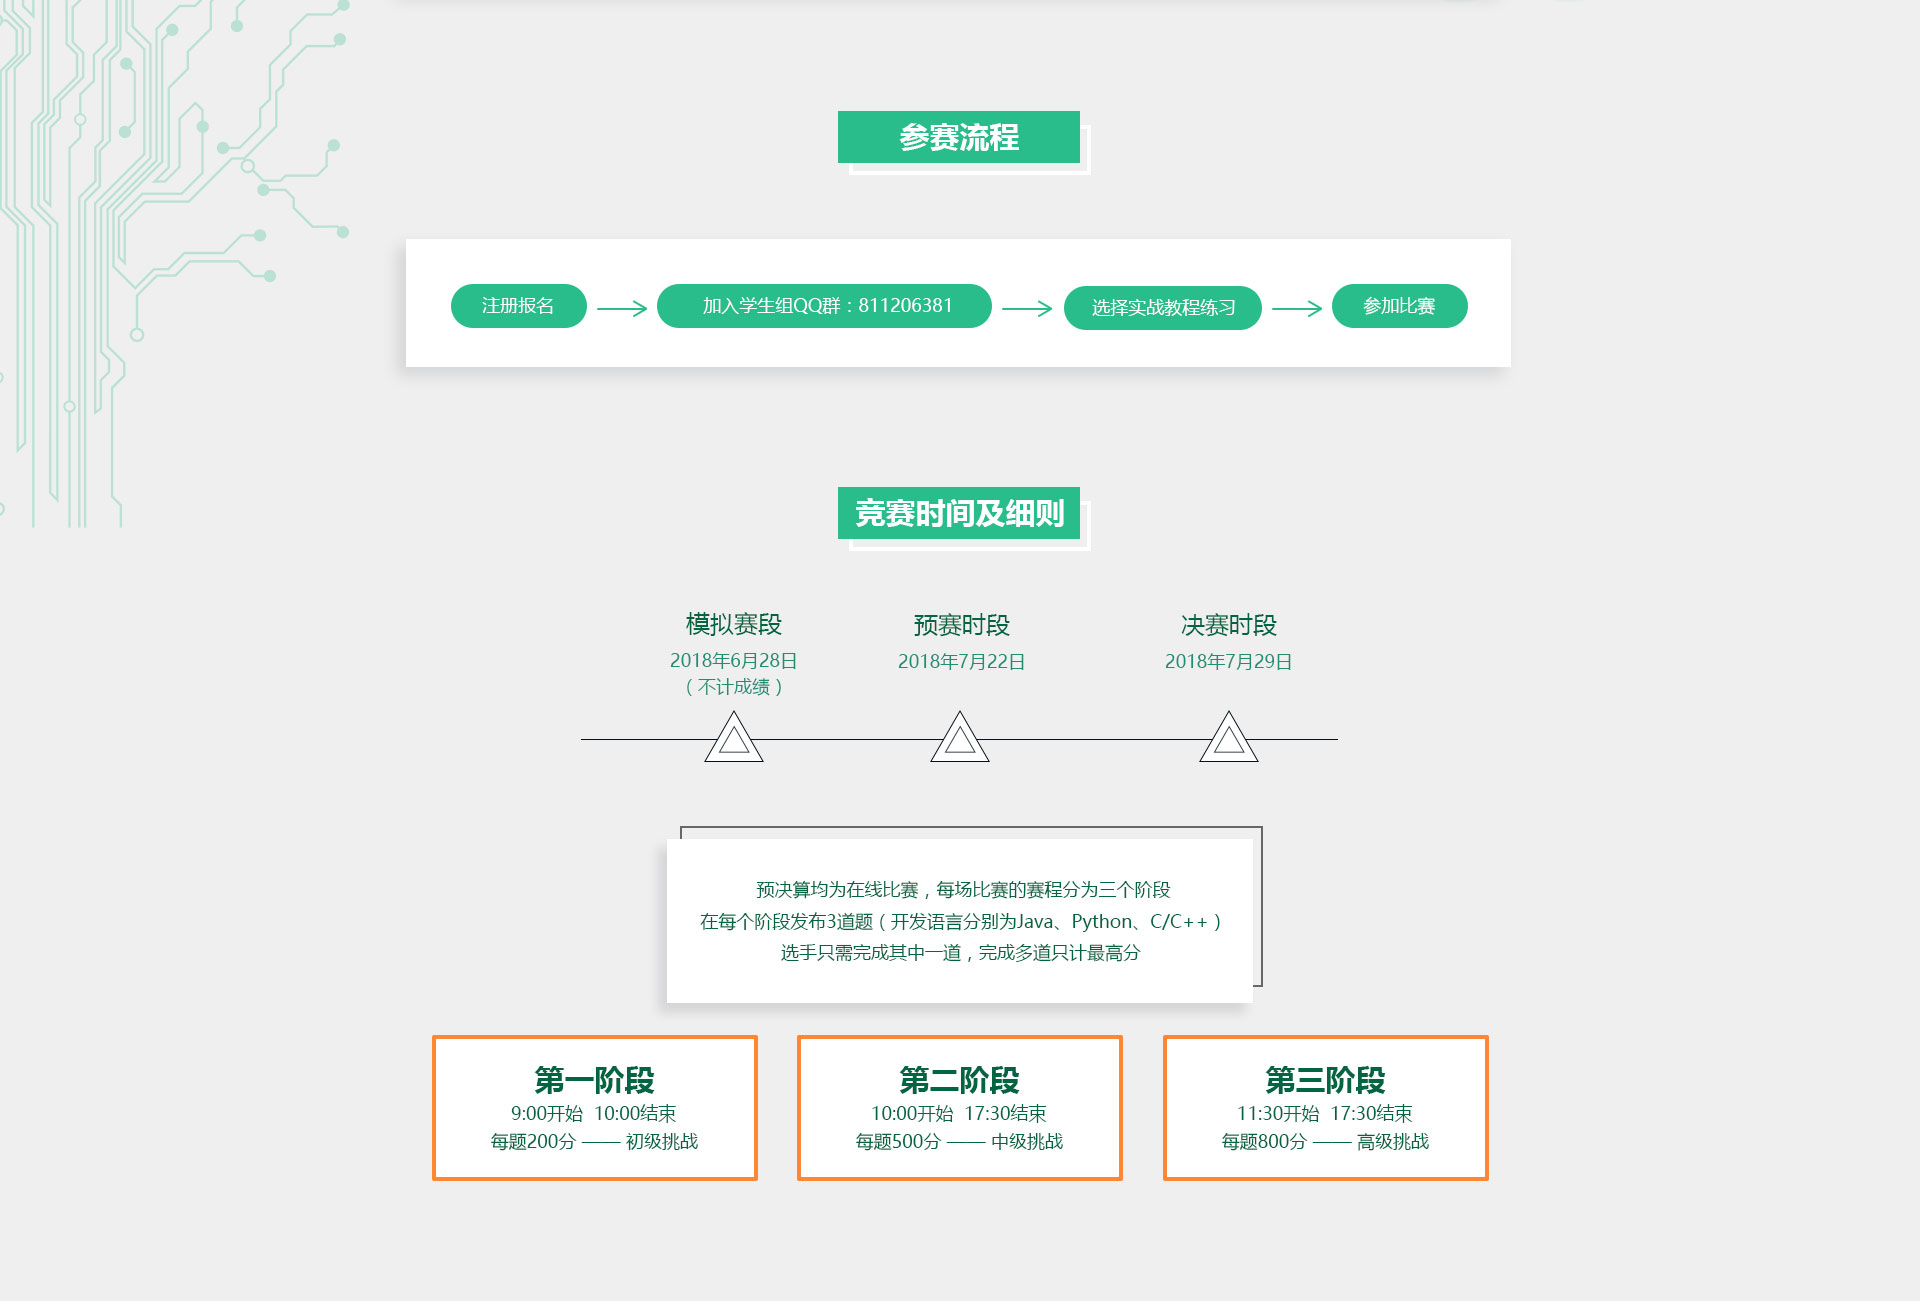 参赛流程
注册报名
加入学生组QQ群：811206381
选择实战教程练习
参加比赛
竞赛时间及细则
模拟赛段
2018年6月28日
（不计成绩）
预赛时段
2018年7月22日
决赛时段
2018年7月29日
预决算均为在线比赛，每场比赛的赛程分为三个阶段
在每个阶段发布3道题（开发语言分别为Java、Python、C/C++）
选手只需完成其中一道，完成多道只计最高分
第一阶段
9:00开始 10:00结束
每题200分 —— 初级挑战
第二阶段
10:00开始 17:30结束
每题500分 —— 中级挑战
第三阶段
11:30开始 17:30结束
每题800分 —— 高级挑战